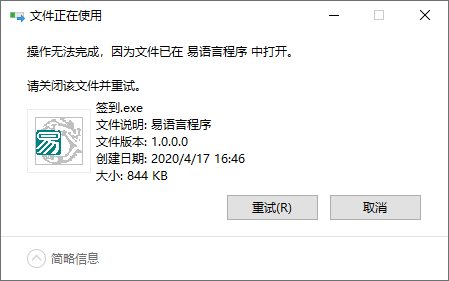 文件正在使用
操作无法完成，因为文件已在 易语言程序 中打开。
请关闭该文件并重试。
签到.exe
文件说明: 易语言程序
文件版本: 1.0.0.0
创建日期: 2020/4/17 16:46
大小: 844 KB
易
重试(R)
取消
简略信息